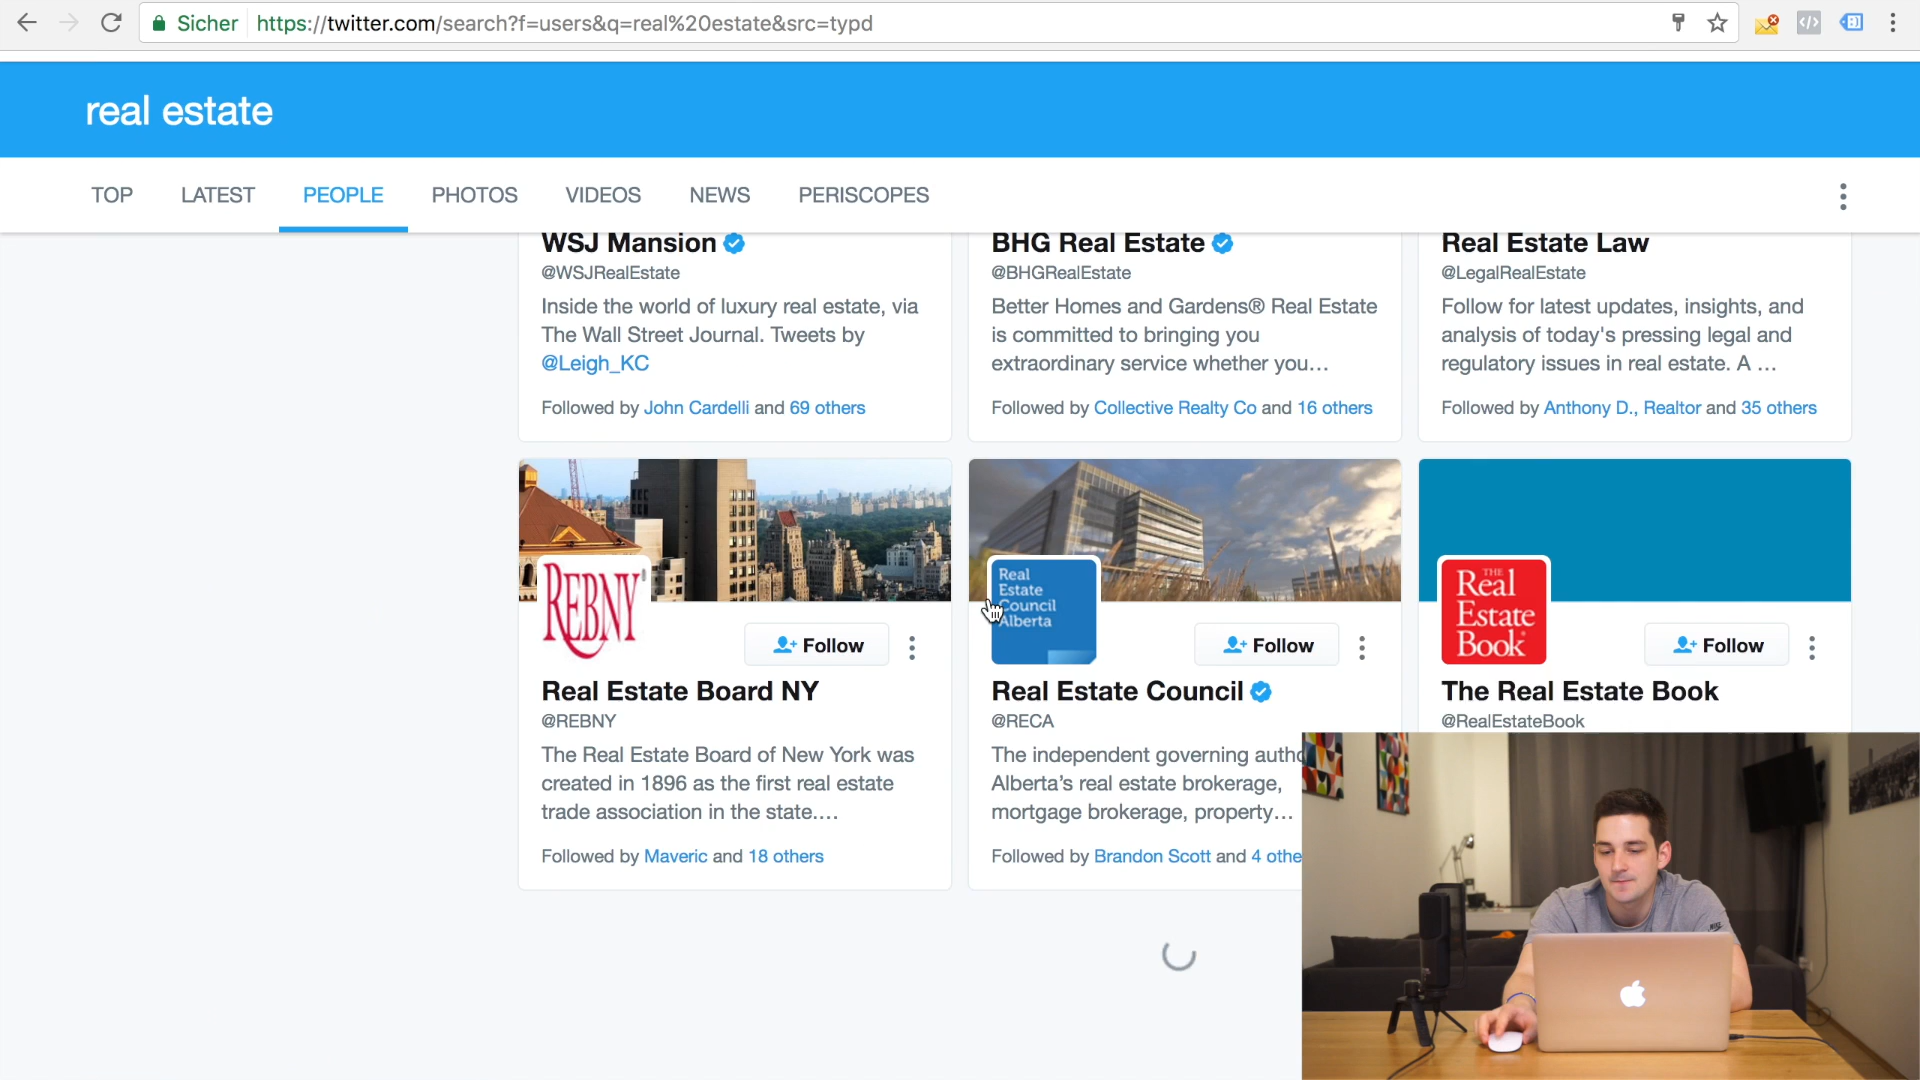 Sicher https://twitter.com/search?f=users&q=real%20estate&src=typd
real estate
TOP LATEST PEOPLE PHOTOS VIDEOS NEWS PERISCOPES
WSJ Mansion
@WSJRealEstate
Inside the world of luxury real estate, via
The Wall Street Journal. Tweets by
@Leigh_KC
Followed by John Cardelli and 69 others
BHG Real Estate
@BHGRealEstate
Better Homes and Gardens® Real Estate
is committed to bringing you
extraordinary service whether you...
Followed by Collective Realty Co and 16 others
Real Estate Law
@LegalRealEstate
Follow for latest updates, insights, and
analysis of today's pressing legal and
regulatory issues in real estate. A ...
Followed by Anthony D., Realtor and 35 others
REBNY
Follow
Real Estate Board NY
@REBNY
The Real Estate Board of New York was
created in 1896 as the first real estate
trade association in the state....
Followed by Maveric and 18 others
Real
Estate
Council
Alberta
Follow
Real Estate Council
@RECA
The independent governing autho
Alberta's real estate brokerage,
mortgage brokerage, property...
Followed by Brandon Scott and 4 othe
THE
Real
Estate
Book
Follow
The Real Estate Book
@RealEstateBook